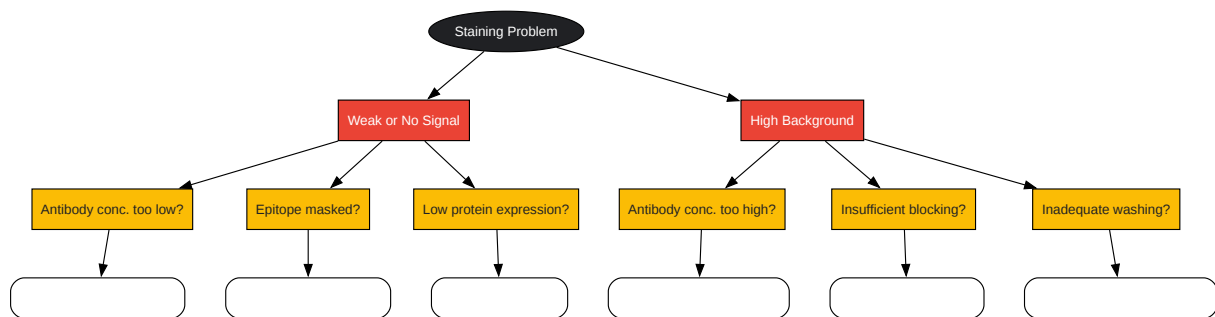 Staining Problem
Weak or No Signal
High Background
Antibody conc. too low?
Epitope masked?
Low protein expression?
Antibody conc. too high?
Insufficient blocking?
Inadequate washing?